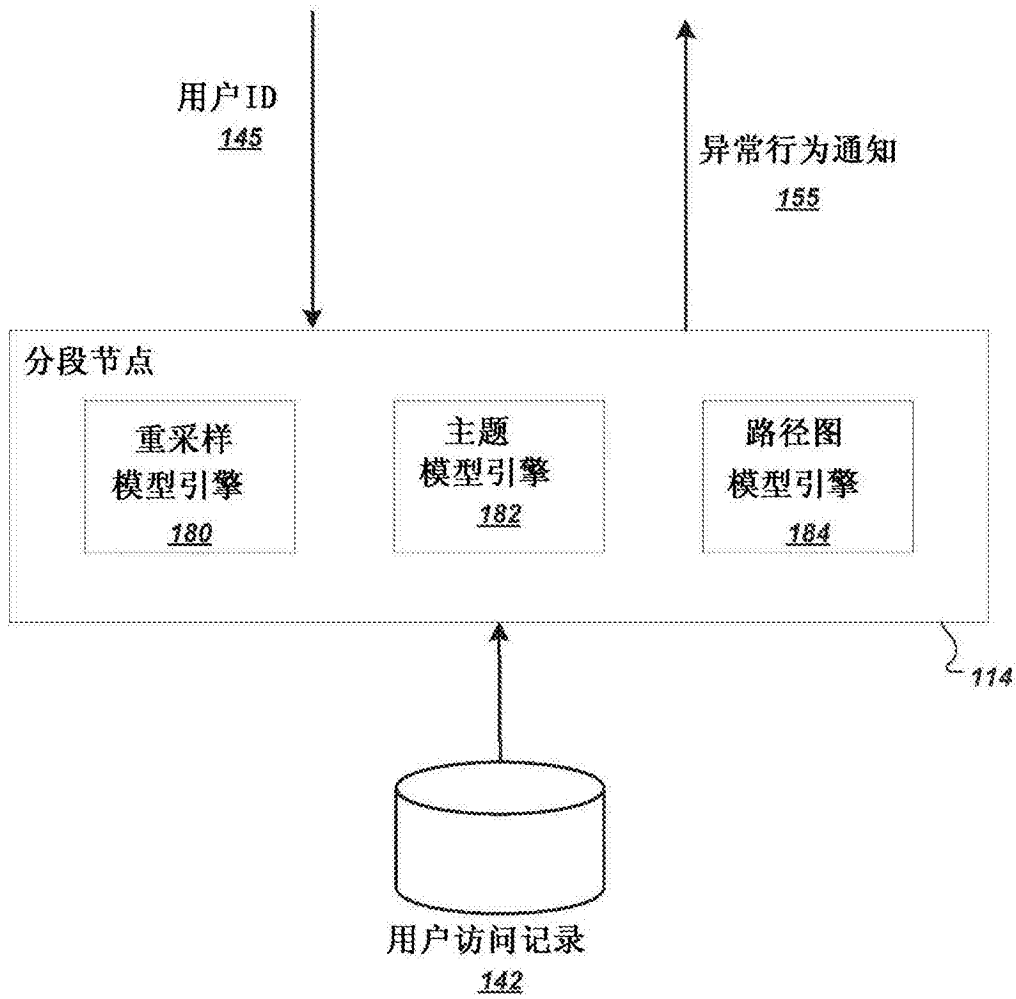 用户ID
145
异常行为通知
155
分段节点
重采样
模型引擎
180
主题
模型引擎
182
路径图
模型引擎
184
114
用户访问记录
142